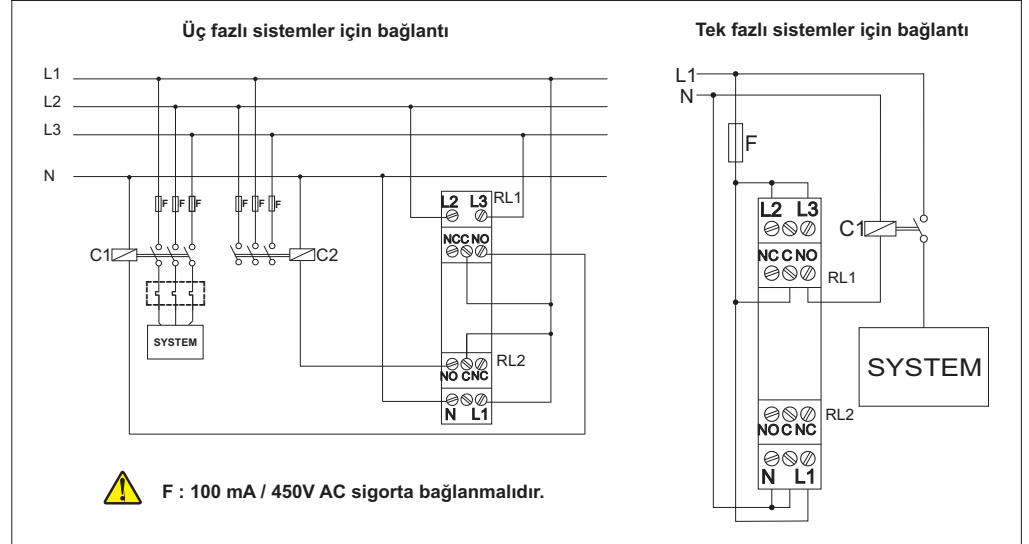 Üç fazlı sistemler için bağlantı
L1
L2
L3
N
F F F
F F F
C1
C2
SYSTEM
L2 L3
RL1
NC C NO
RL2
NO C NC
N L1
F : 100 mA / 450V AC sigorta bağlanmalıdır.
Tek fazlı sistemler için bağlantı
L1
N
F
L2 L3
C1
NC C NO
RL1
SYSTEM
RL2
NO C NC
N L1